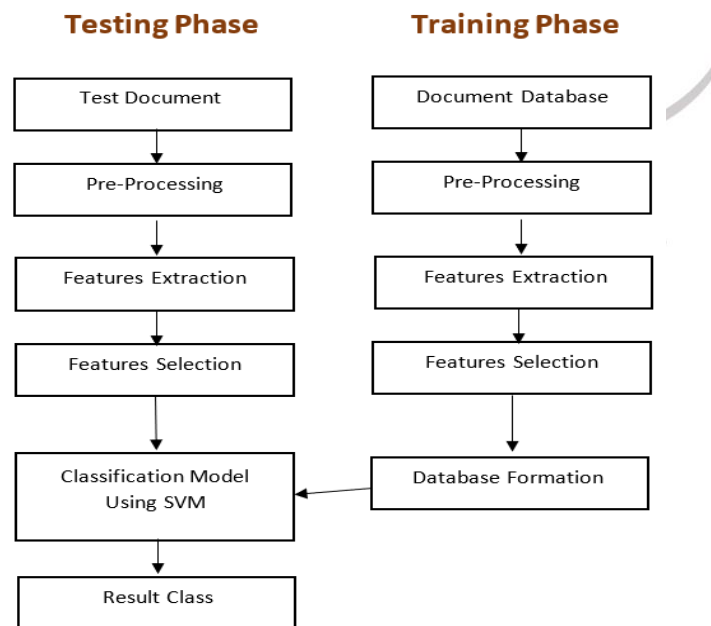 Testing Phase
Training Phase
Test Document
Document Database
Pre-Processing
Pre-Processing
Features Extraction
Features Extraction
Features Selection
Features Selection
Classification Model
Using SVM
Database Formation
Result Class